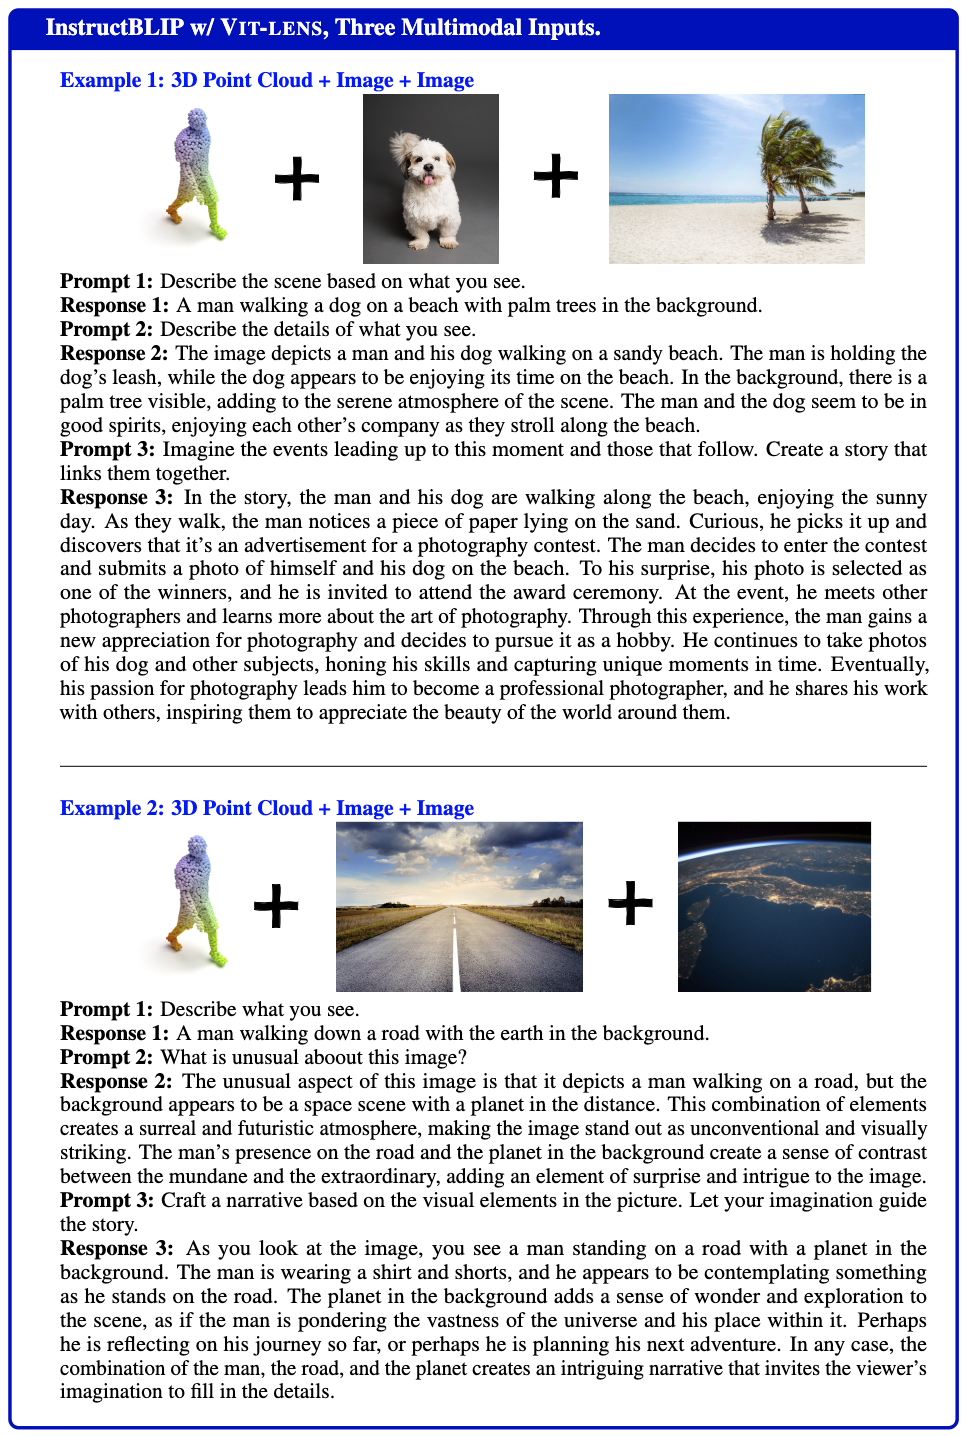 InstructBLIP w/ VIT-LENS, Three Multimodal Inputs.
Example 1: 3D Point Cloud + Image + Image
Prompt 1: Describe the scene based on what you see.
Response 1: A man walking a dog on a beach with palm trees in the background.
Prompt 2: Describe the details of what you see.
Response 2: The image depicts a man and his dog walking on a sandy beach. The man is holding the
dog's leash, while the dog appears to be enjoying its time on the beach. In the background, there is a
palm tree visible, adding to the serene atmosphere of the scene. The man and the dog seem to be in
good spirits, enjoying each other's company as they stroll along the beach.
Prompt 3: Imagine the events leading up to this moment and those that follow. Create a story that
links them together.
Response 3: In the story, the man and his dog are walking along the beach, enjoying the sunny
day. As they walk, the man notices a piece of paper lying on the sand. Curious, he picks it up and
discovers that it's an advertisement for a photography contest. The man decides to enter the contest
and submits a photo of himself and his dog on the beach. To his surprise, his photo is selected as
one of the winners, and he is invited to attend the award ceremony. At the event, he meets other
photographers and learns more about the art of photography. Through this experience, the man gains a
new appreciation for photography and decides to pursue it as a hobby. He continues to take photos
of his dog and other subjects, honing his skills and capturing unique moments in time. Eventually,
his passion for photography leads him to become a professional photographer, and he shares his work
with others, inspiring them to appreciate the beauty of the world around them.
Example 2: 3D Point Cloud + Image + Image
Prompt 1: Describe what you see.
Response 1: A man walking down a road with the earth in the background.
Prompt 2: What is unusual aboout this image?
Response 2: The unusual aspect of this image is that it depicts a man walking on a road, but the
background appears to be a space scene with a planet in the distance. This combination of elements
creates a surreal and futuristic atmosphere, making the image stand out as unconventional and visually
striking. The man's presence on the road and the planet in the background create a sense of contrast
between the mundane and the extraordinary, adding an element of surprise and intrigue to the image.
Prompt 3: Craft a narrative based on the visual elements in the picture. Let your imagination guide
the story.
Response 3: As you look at the image, you see a man standing on a road with a planet in the
background. The man is wearing a shirt and shorts, and he appears to be contemplating something
as he stands on the road. The planet in the background adds a sense of wonder and exploration to
the scene, as if the man is pondering the vastness of the universe and his place within it. Perhaps
he is reflecting on his journey so far, or perhaps he is planning his next adventure. In any case, the
combination of the man, the road, and the planet creates an intriguing narrative that invites the viewer's
imagination to fill in the details.